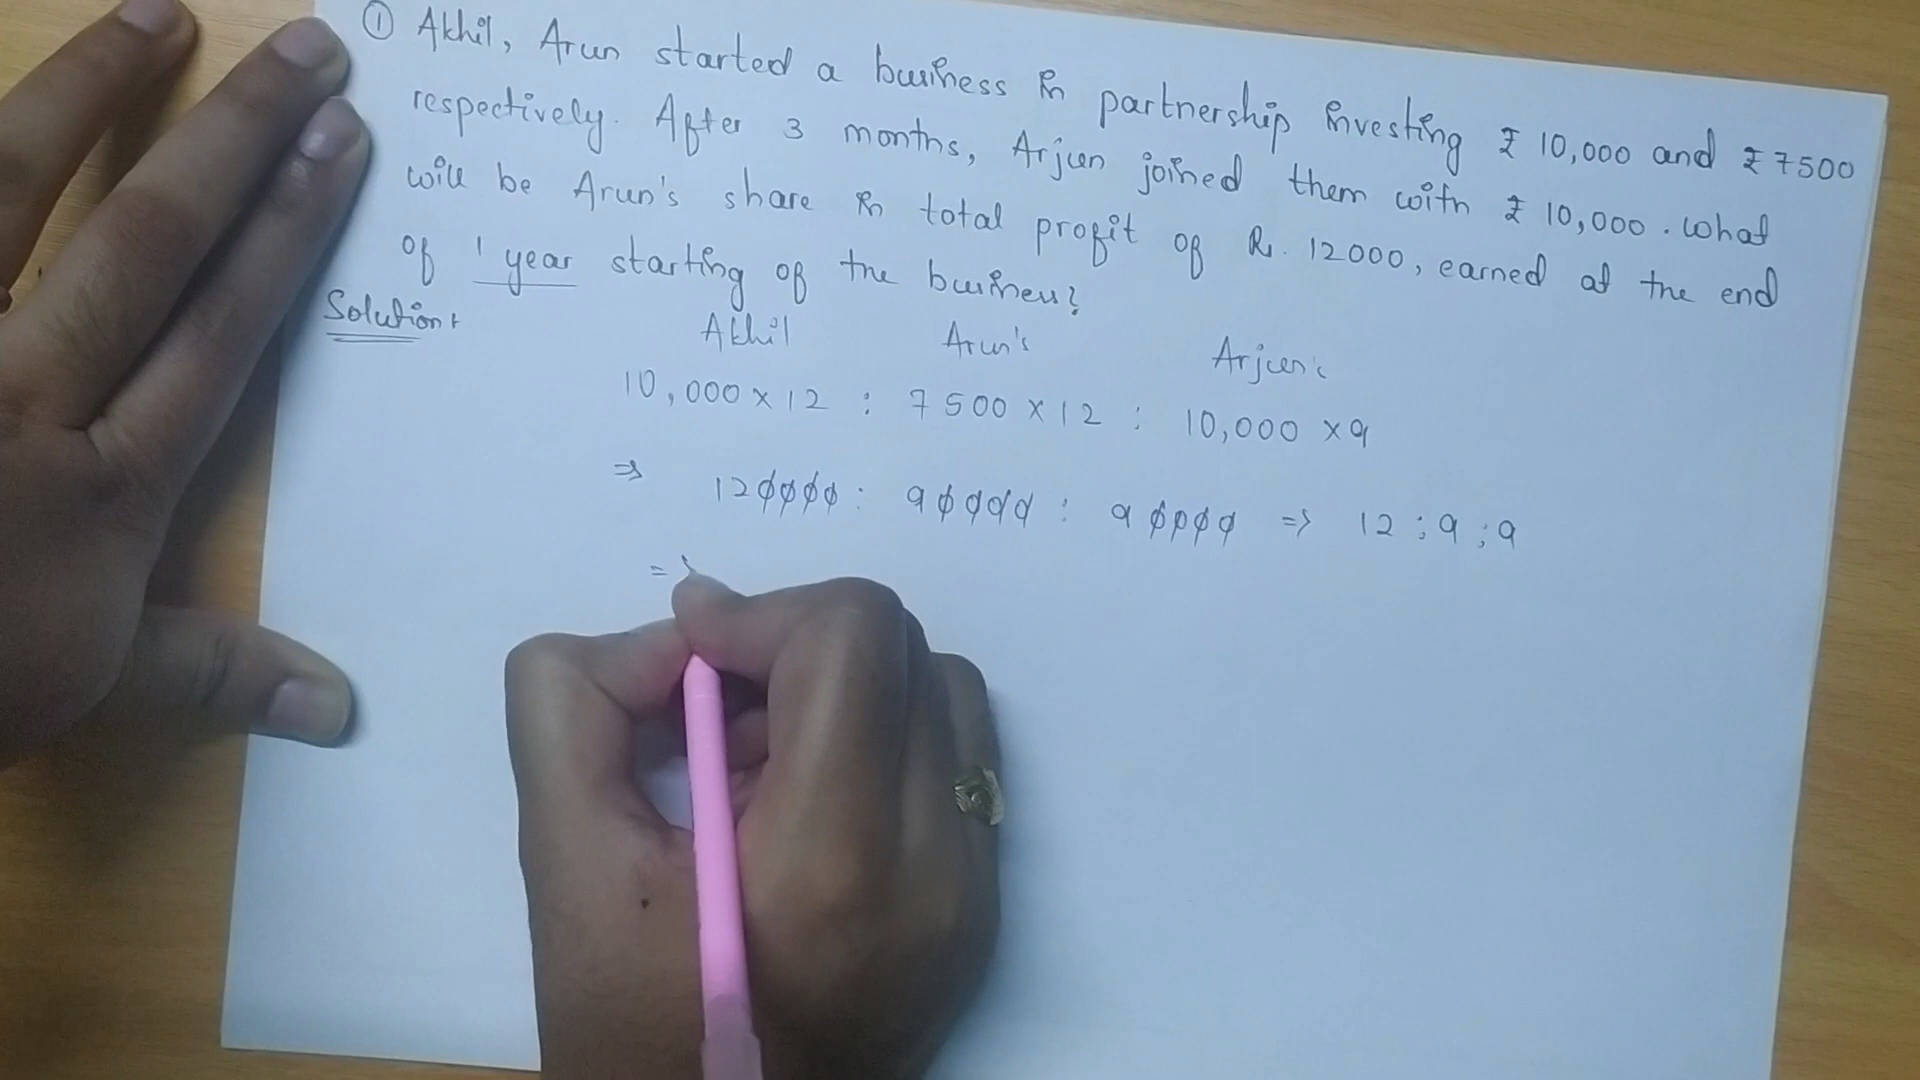 ① Akhil, Arun started a business in partnership investing ₹ 10,000 and ₹ 7500
respectively. After 3 months, Arjun joined them with ₹ 10,000. What
will be Arun's share in total profit of Rs. 12000, earned at the end
of 1 year starting of the business?
Solution:
Akhil Arun's Arjun's
10,000 × 12 : 7500 × 12 : 10,000 × 9
⇒ 120000 : 90000 : 90000 ⇒ 12 : 9 : 9
=